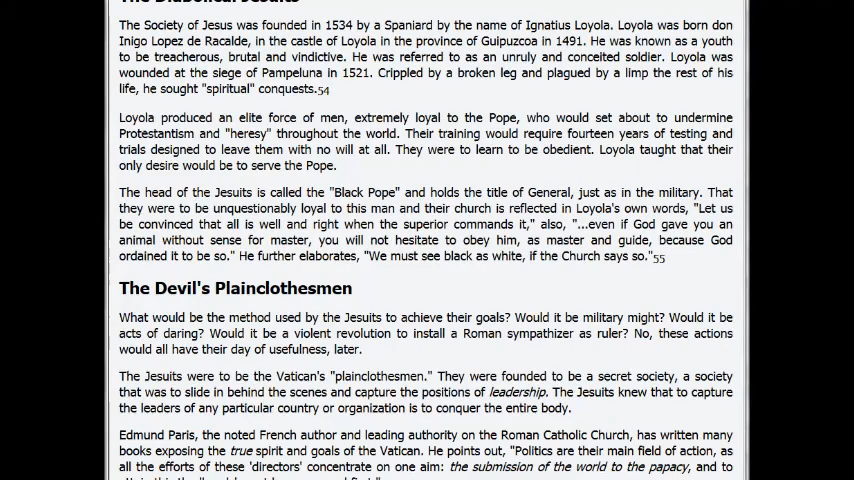 The Diabolical Jesuits
The Society of Jesus was founded in 1534 by a Spaniard by the name of Ignatius Loyola. Loyola was born don
Inigo Lopez de Racalde, in the castle of Loyola in the province of Guipuzcoa in 1491. He was known as a youth
to be treacherous, brutal and vindictive. He was referred to as an unruly and conceited soldier. Loyola was
wounded at the siege of Pampeluna in 1521. Crippled by a broken leg and plagued by a limp the rest of his
life, he sought "spiritual" conquests.54
Loyola produced an elite force of men, extremely loyal to the Pope, who would set about to undermine
Protestantism and "heresy" throughout the world. Their training would require fourteen years of testing and
trials designed to leave them with no will at all. They were to learn to be obedient. Loyola taught that their
only desire would be to serve the Pope.
The head of the Jesuits is called the "Black Pope" and holds the title of General, just as in the military. That
they were to be unquestionably loyal to this man and their church is reflected in Loyola's own words, "Let us
be convinced that all is well and right when the superior commands it," also, "...even if God gave you an
animal without sense for master, you will not hesitate to obey him, as master and guide, because God
ordained it to be so." He further elaborates, "We must see black as white, if the Church says so."55
The Devil's Plainclothesmen
What would be the method used by the Jesuits to achieve their goals? Would it be military might? Would it be
acts of daring? Would it be a violent revolution to install a Roman sympathizer as ruler? No, these actions
would all have their day of usefulness, later.
The Jesuits were to be the Vatican's "plainclothesmen." They were founded to be a secret society, a society
that was to slide in behind the scenes and capture the positions of leadership. The Jesuits knew that to capture
the leaders of any particular country or organization is to conquer the entire body.
Edmund Paris, the noted French author and leading authority on the Roman Catholic Church, has written many
books exposing the true spirit and goals of the Vatican. He points out, "Politics are their main field of action, as
all the efforts of these 'directors' concentrate on one aim: the submission of the world to the papacy, and to